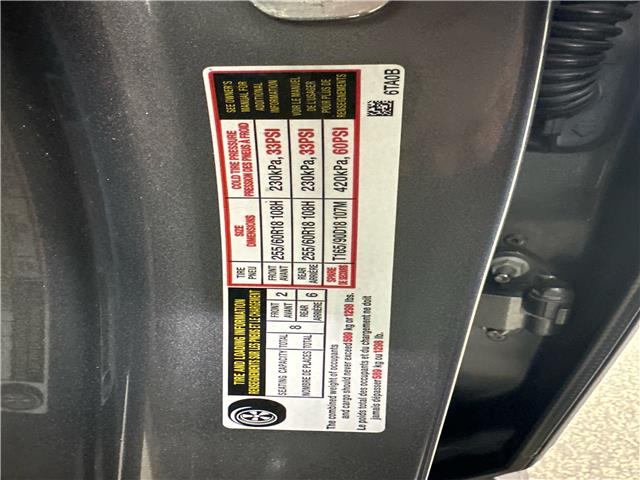 TIRE AND LOADING INFORMATION
RENSEIGNEMENTS SUR LES PNEUS ET LE CHARGEMENT
SEATING CAPACITY TOTAL
NOMBRE DE PLACES TOTAL
8
FRONT
AVANT
2
REAR
ARRIÈRE
6
The combined weight of occupants
and cargo should never exceed 589 kg or 1298 lbs.
Le poids total des occupants et du chargement ne doit
jamais dépasser 589 kg ou 1298 lb.
TIRE
PNEU
SIZE
DIMENSIONS
COLD TIRE PRESSURE
PRESSION DES PNEUS À FROID
FRONT
AVANT
255/60R18 108H
230kPa, 33PSI
REAR
ARRIÈRE
255/60R18 108H
230kPa, 33PSI
SPARE
DE SECOURS
T165/90D18 107M
420kPa, 60PSI
SEE OWNER'S
MANUAL FOR
ADDITIONAL
INFORMATION
VOIR LE MANUEL
DE L'USAGER
POUR PLUS DE
RENSEIGNEMENTS
6TA0B